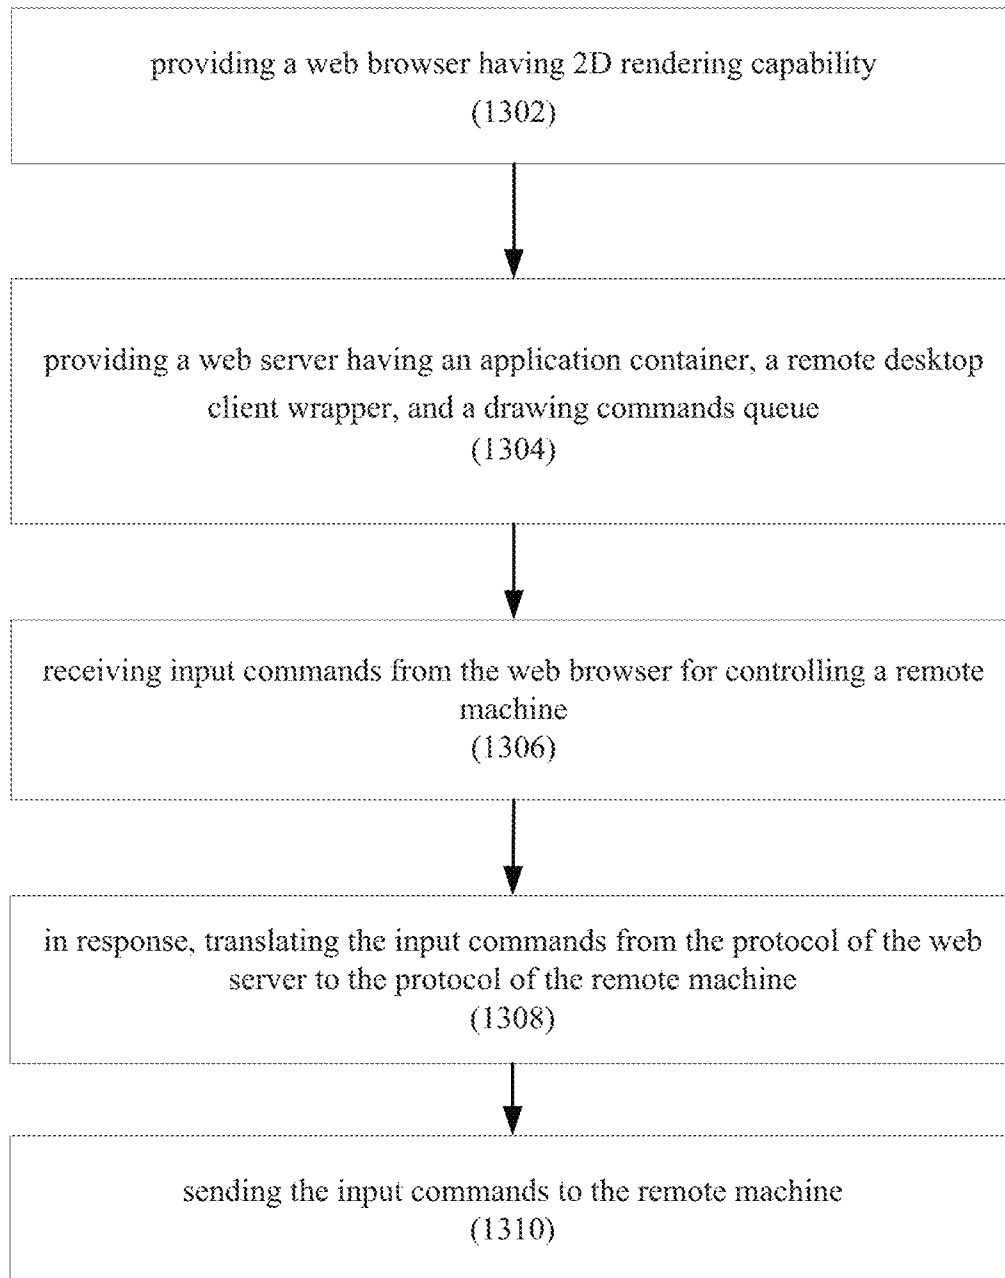 providing a web browser having 2D rendering capability
(1302)
providing a web server having an application container, a remote desktop
client wrapper, and a drawing commands queue
(1304)
receiving input commands from the web browser for controlling a remote
machine
(1306)
in response, translating the input commands from the protocol of the web
server to the protocol of the remote machine
(1308)
sending the input commands to the remote machine
(1310)